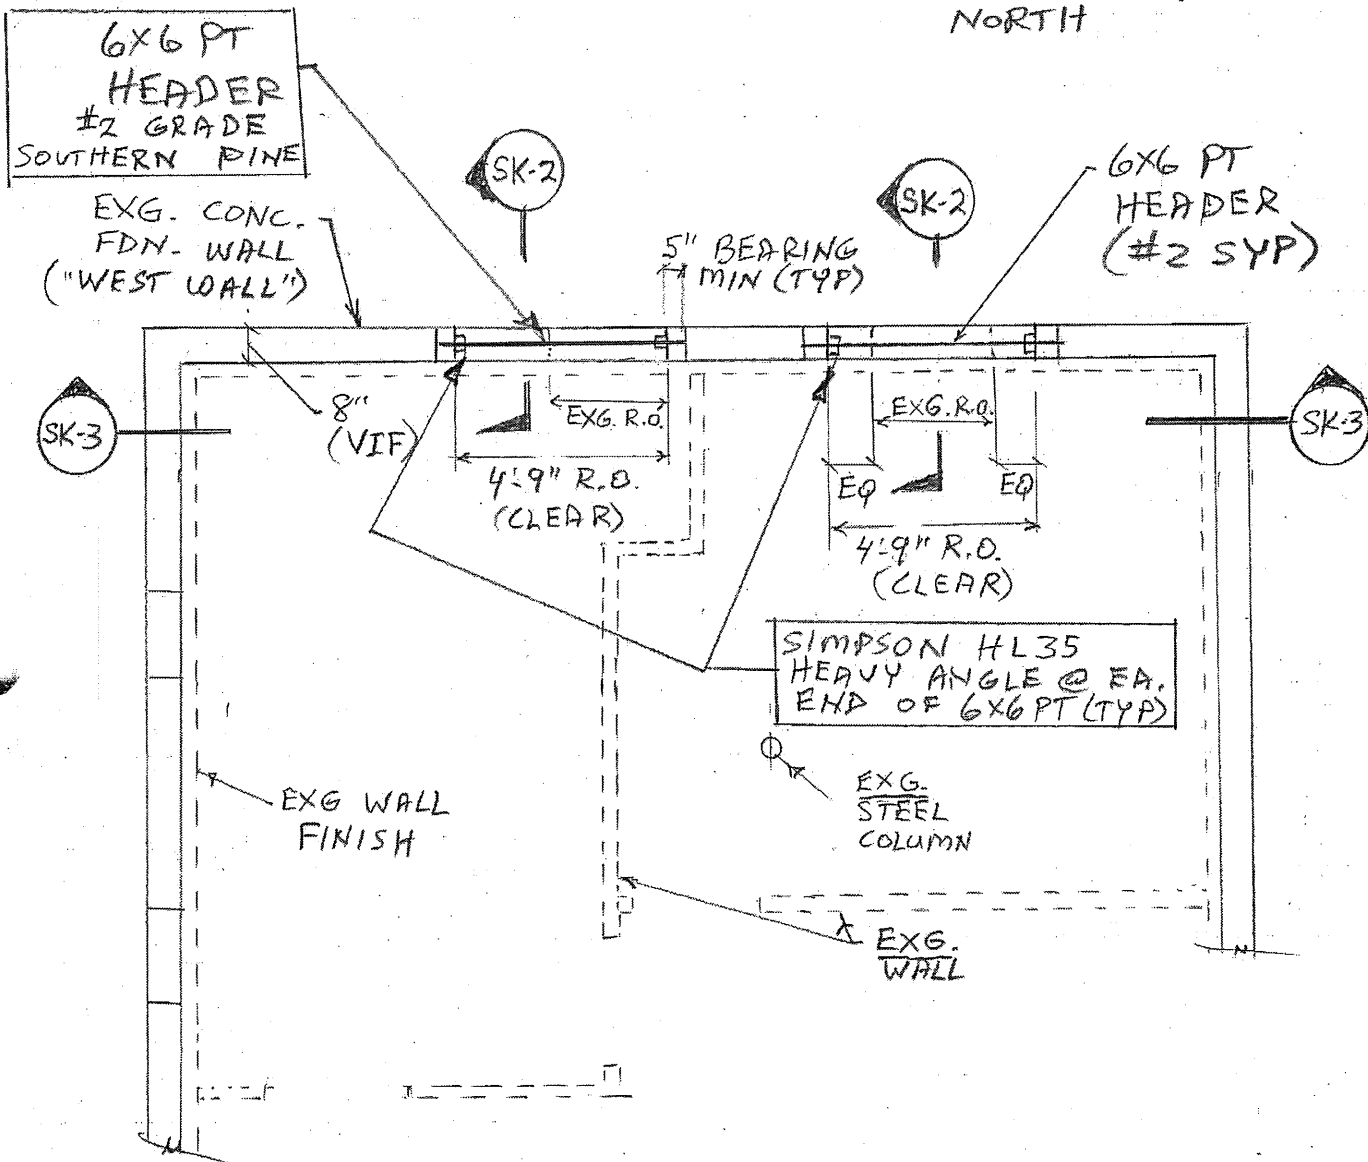 NORTH
6X6 PT
HEADER
#2 GRADE
SOUTHERN PINE
SK-2
SK-2
6X6 PT
HEADER
(#2 SYP)
EXG. CONC.
FDN. WALL
("WEST WALL")
5" BEARING
MIN (TYP)
SK-3
8"
(VIF)
EXG. R.O.
4'-9" R.O.
(CLEAR)
EXG. R.O.
EQ
EQ
4'-9" R.O.
(CLEAR)
SK-3
SIMPSON HL35
HEAVY ANGLE @ EA.
END OF 6X6 PT (TYP)
EXG WALL
FINISH
EXG.
STEEL
COLUMN
EXG.
WALL